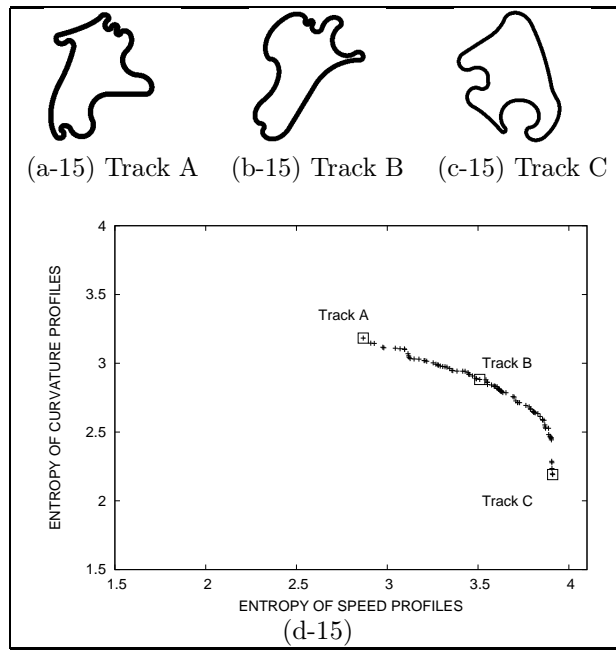 (a-15) Track A (b-15) Track B (c-15) Track C
4
3.5
3
2.5
2
1.5
ENTROPY OF CURVATURE PROFILES
Track A
Track B
Track C
1.5 2 2.5 3 3.5 4
ENTROPY OF SPEED PROFILES
(d-15)